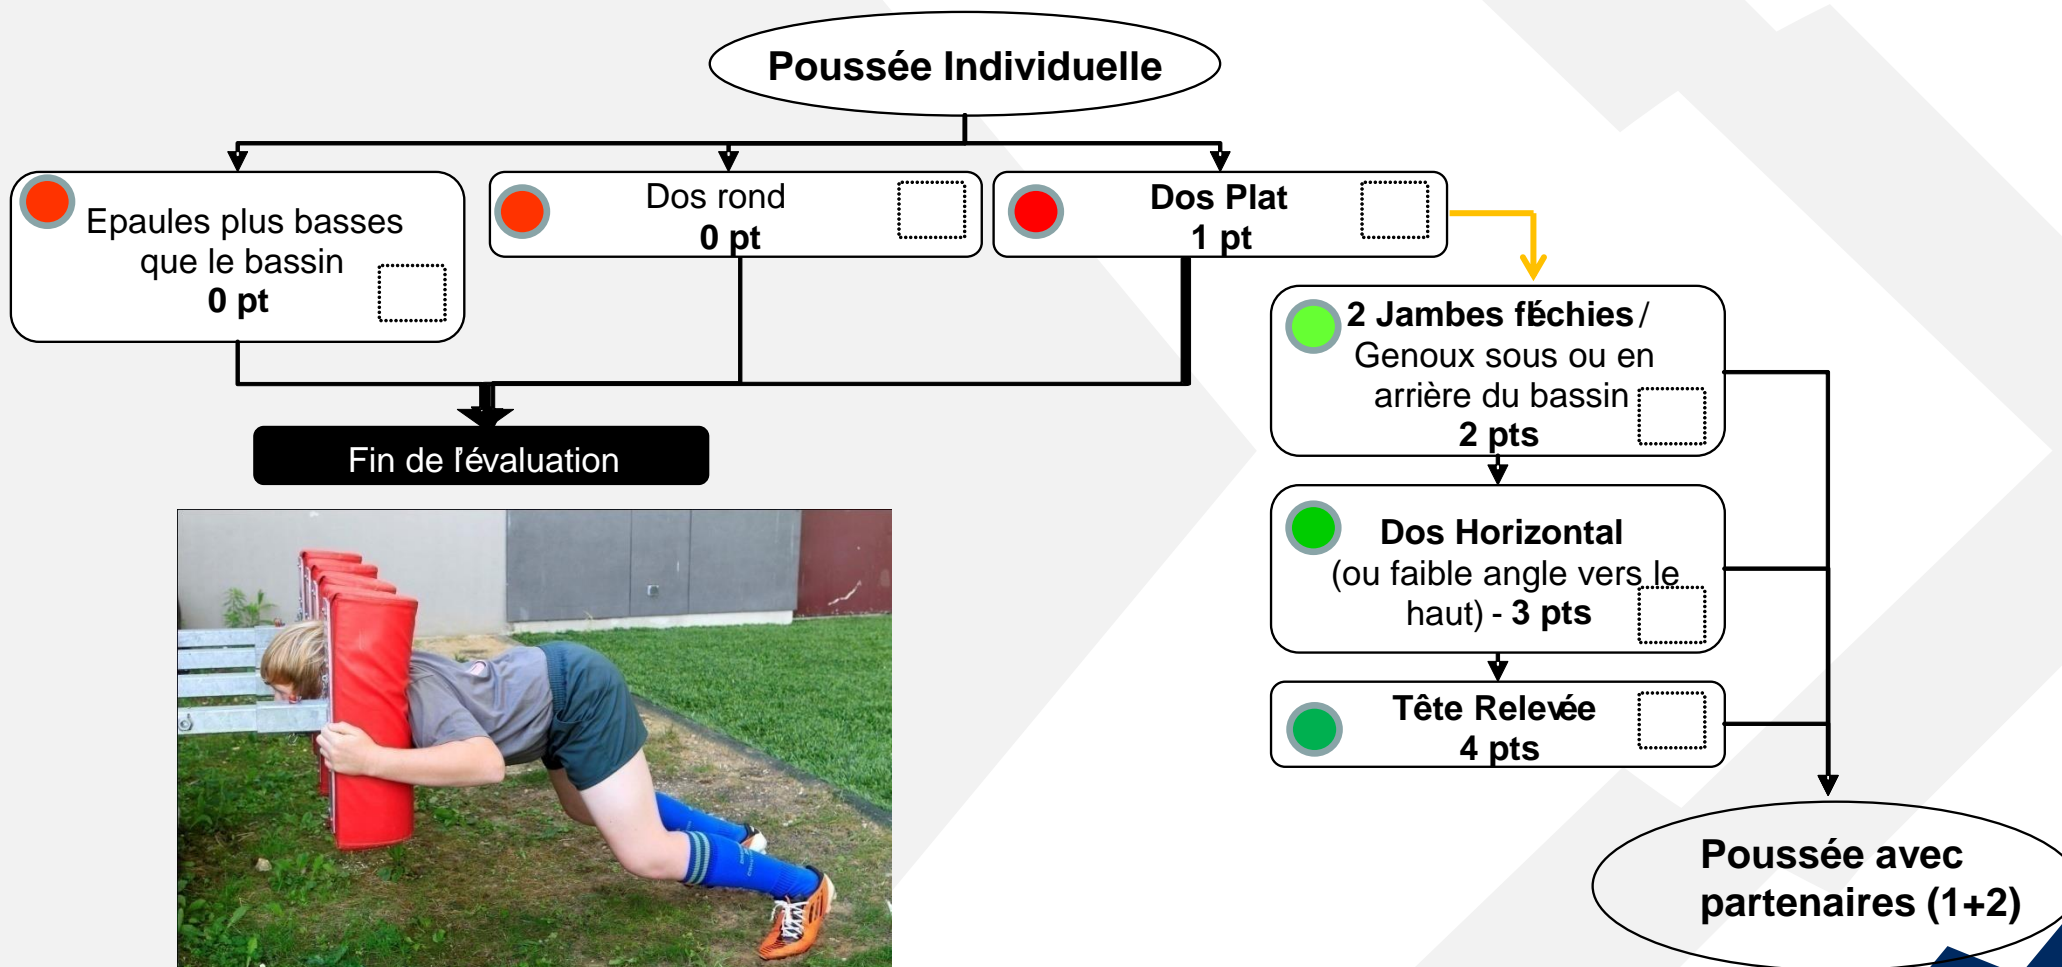 Poussée Individuelle
Epaules plus basses
que le bassin
0 pt
Dos rond
0 pt
Dos Plat
1 pt
2 Jambes fléchies /
Genoux sous ou en
arrière du bassin
2 pts
Fin de l'évaluation
Dos Horizontal
(ou faible angle vers le
haut) - 3 pts
Tête Relevée
4 pts
Poussée avec
partenaires (1+2)